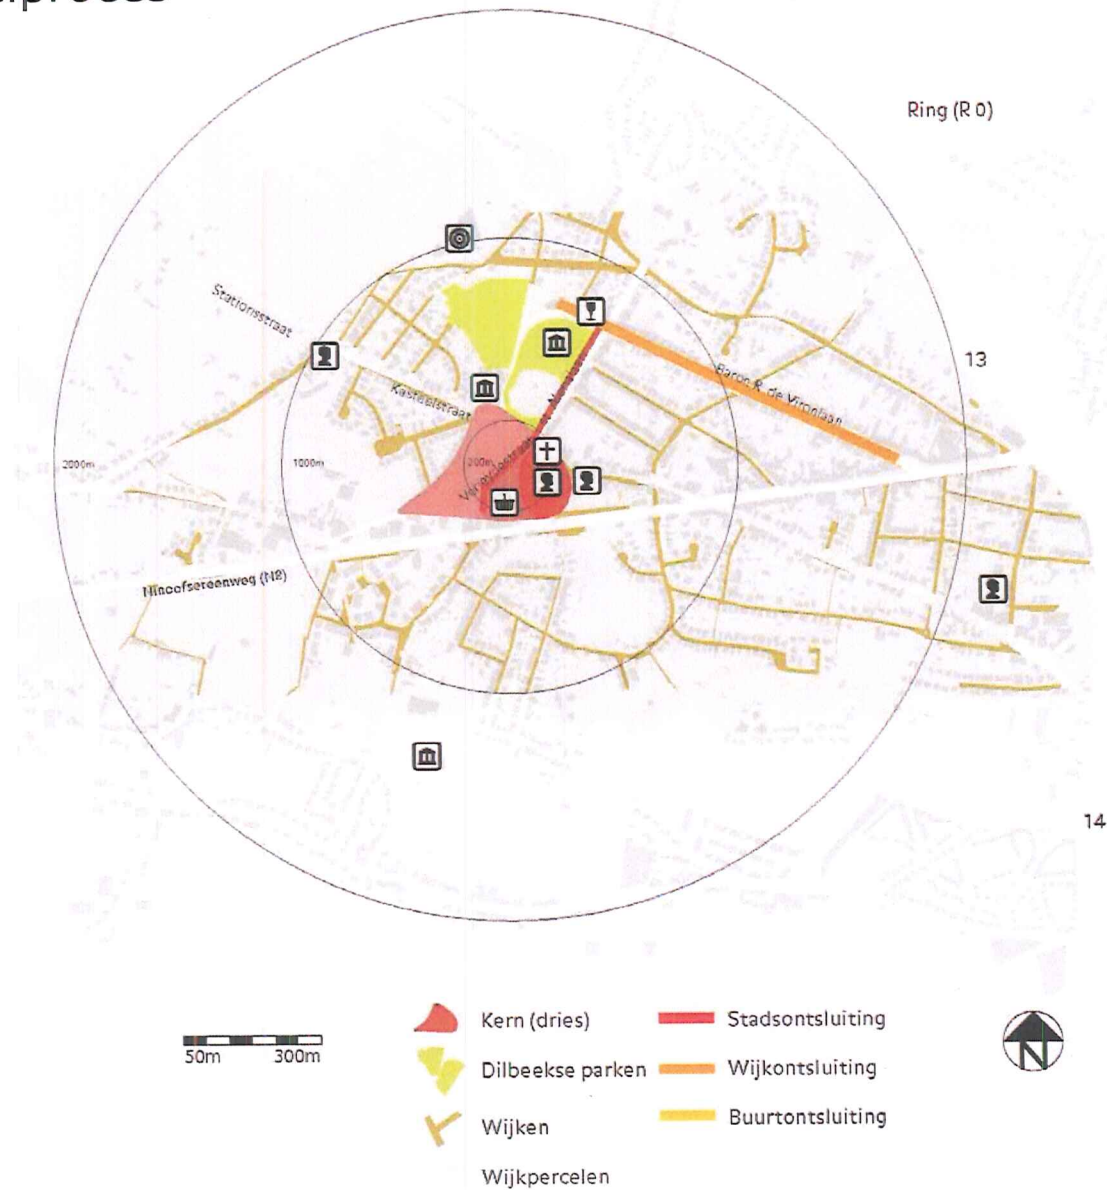 Ring (R 0)
Stationsstraat
13
Kasteelstraat
Baron R. de Vironlaan
2000m
1000m
200m
Ninoofsesteenweg (N8)
14
Kern (dries)
Stadsontsluiting
50m
300m
Dilbeekse parken
Wijkontsluiting
N
Wijken
Buurtontsluiting
Wijkpercelen